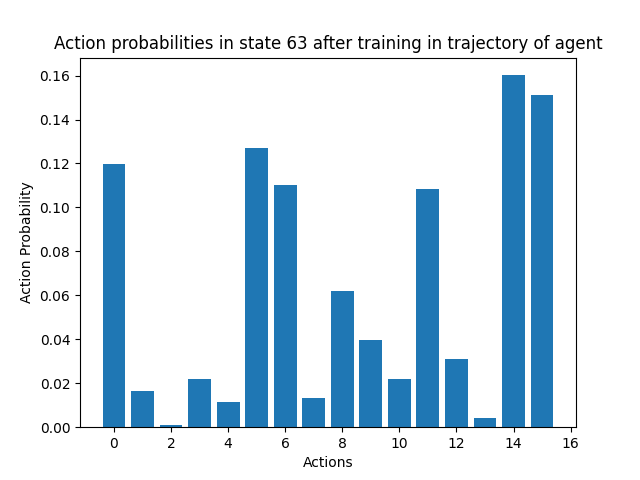 Action probabilities in state 63 after training in trajectory of agent
0.16
0.14
0.12
0.10
0.08
0.06
0.04
0.02
0.00
Action Probability
0 2 4 6 8 10 12 14 16
Actions